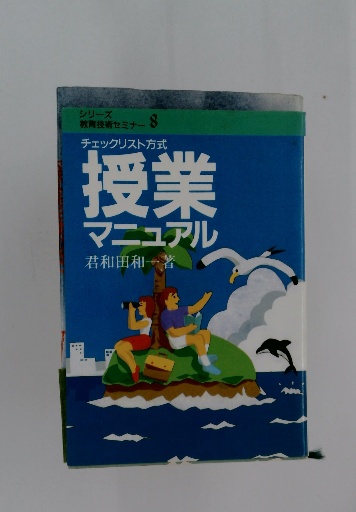 シリーズ
教育技術セミナー 8
チェックリスト方式
授業
マニュアル
君和田和一著